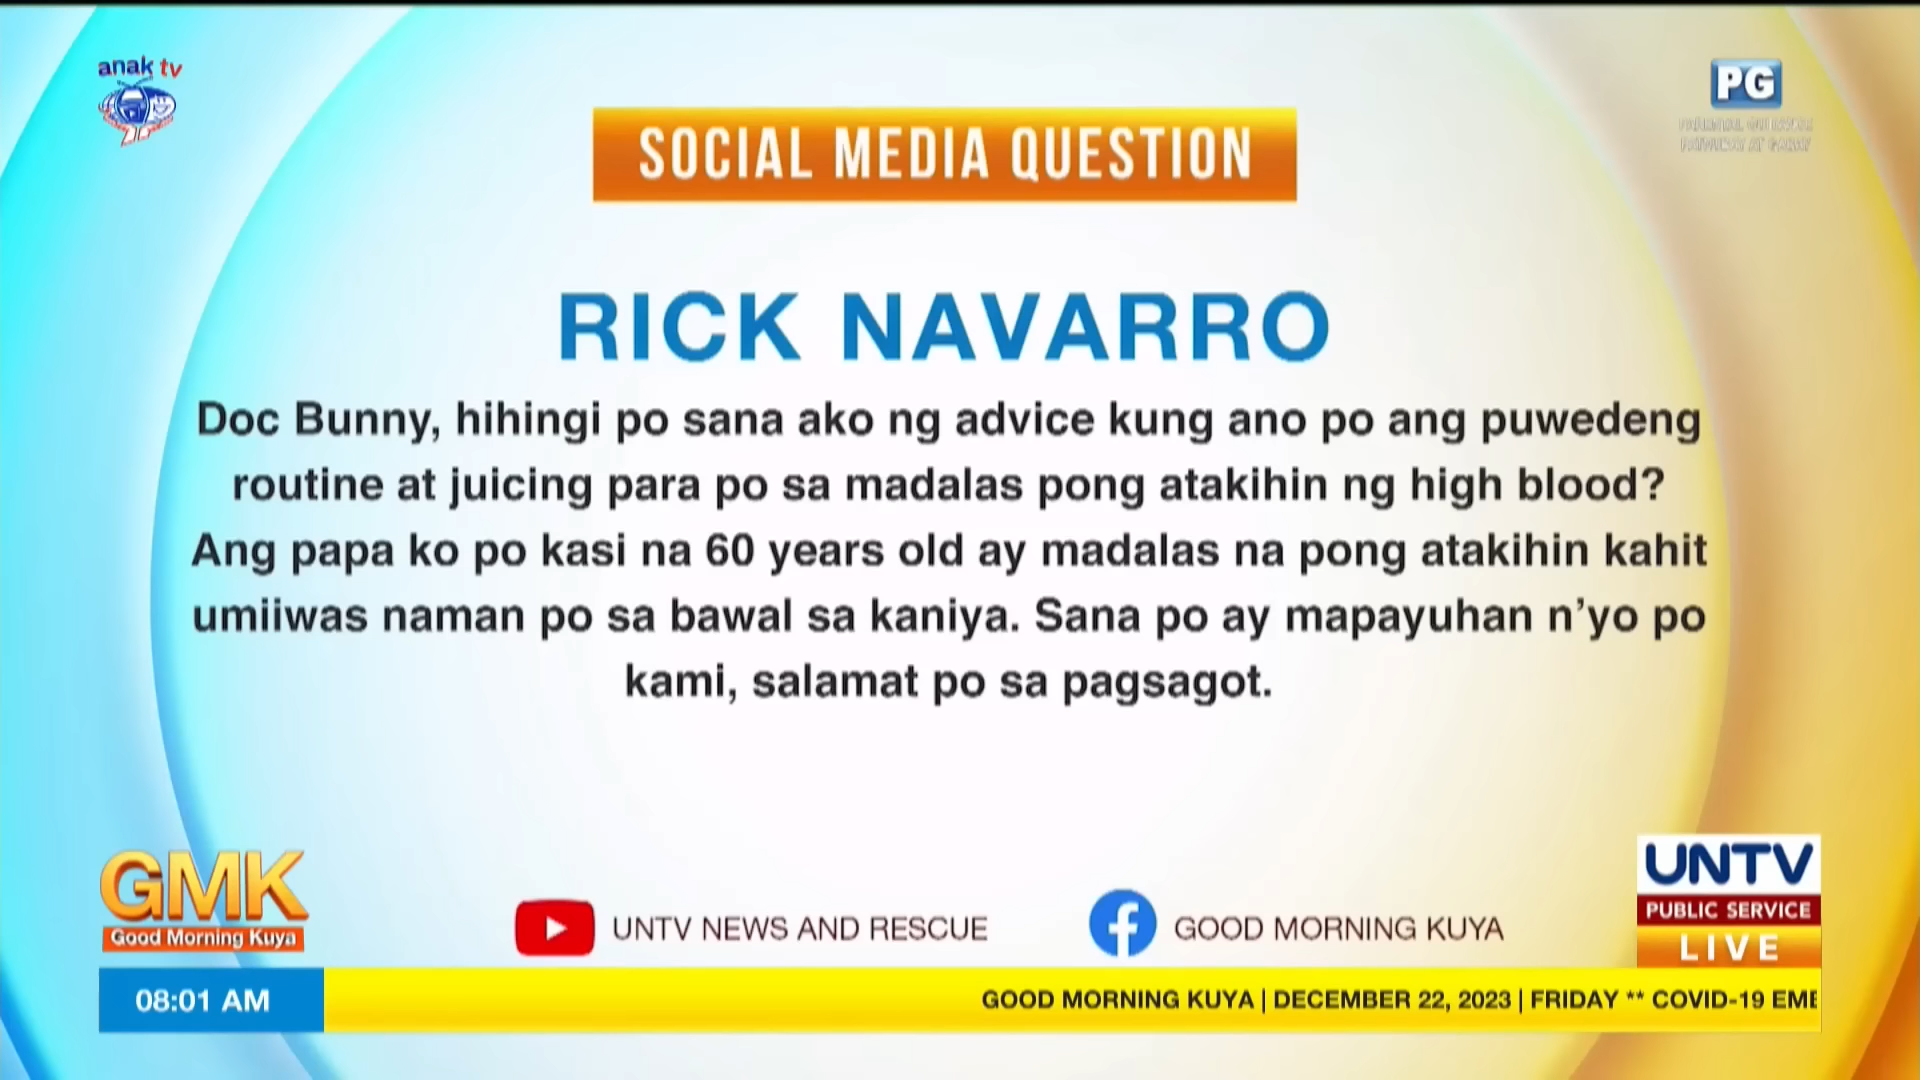 anak tv
PG
SOCIAL MEDIA QUESTION
RICK NAVARRO
Doc Bunny, hihingi po sana ako ng advice kung ano po ang puwedeng
routine at juicing para po sa madalas pong atakihin ng high blood?
Ang papa ko po kasi na 60 years old ay madalas na pong atakihin kahit
umiiwas naman po sa bawal sa kaniya. Sana po ay mapayuhan n'yo po
kami, salamat po sa pagsagot.
GMK
Good Morning Kuya
UNTV NEWS AND RESCUE
GOOD MORNING KUYA
UNTV
PUBLIC SERVICE
LIVE
08:01 AM
GOOD MORNING KUYA | DECEMBER 22, 2023 | FRIDAY ** COVID-19 EME